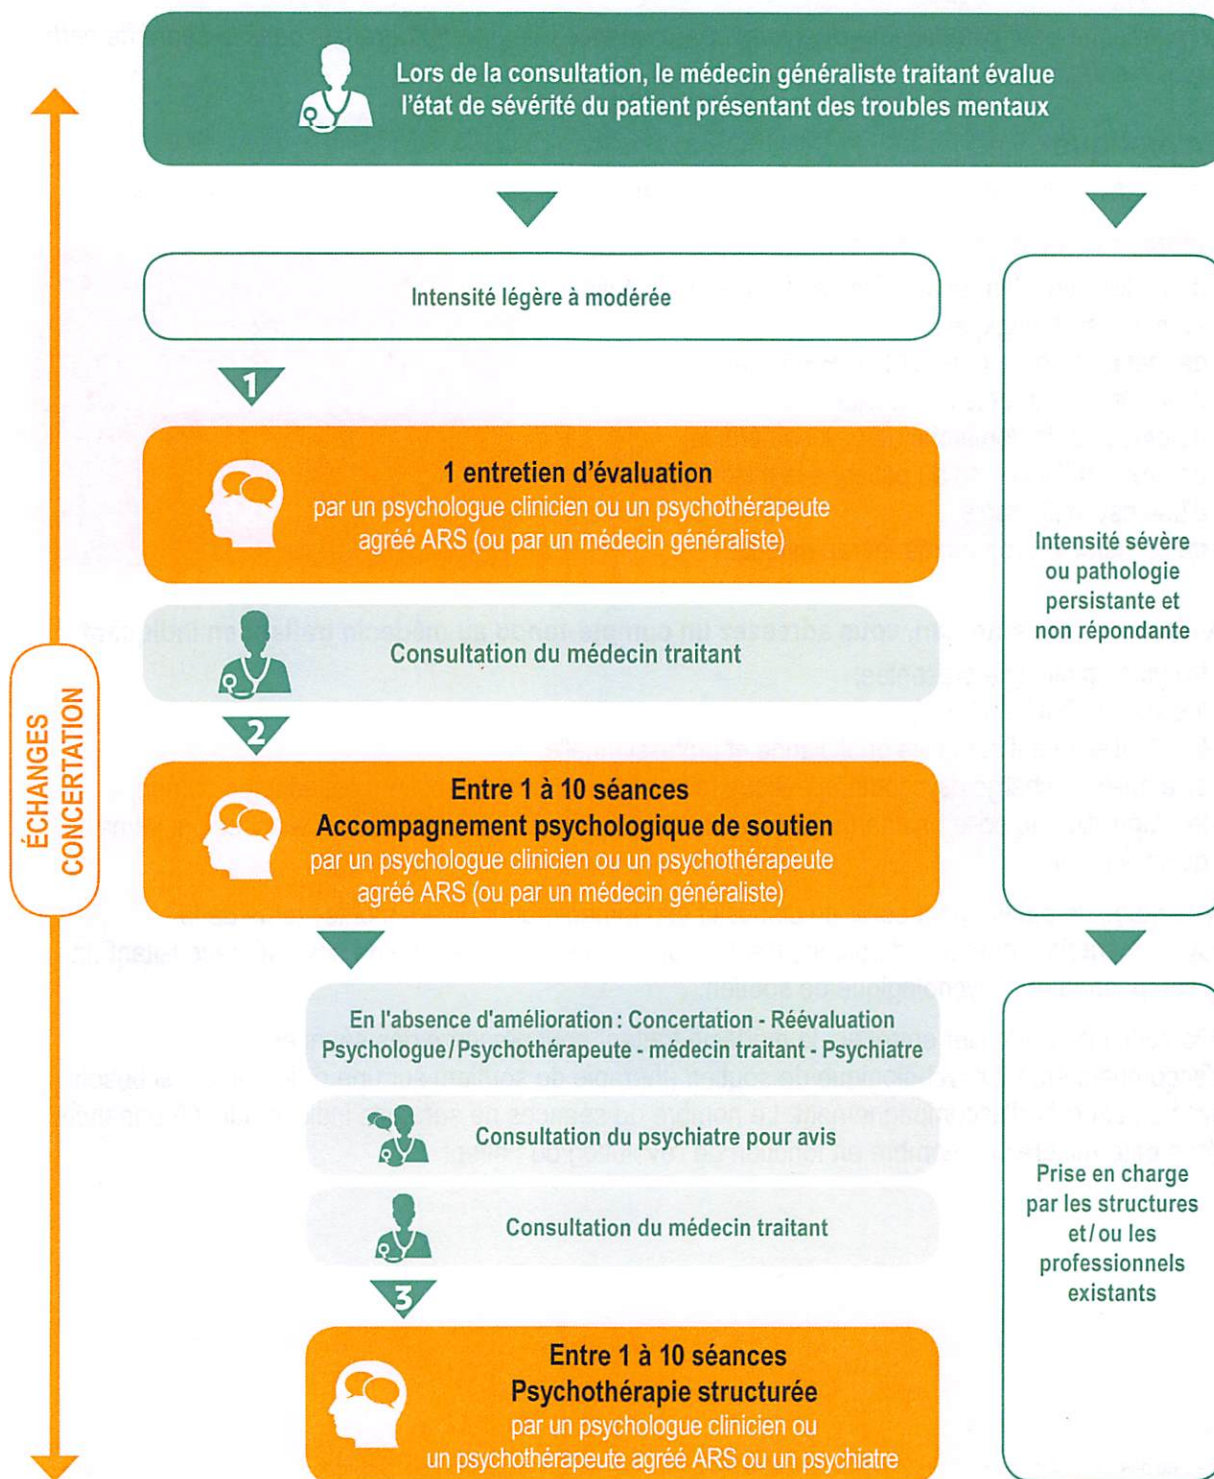 Lors de la consultation, le médecin généraliste traitant évalue
l'état de sévérité du patient présentant des troubles mentaux
Intensité légère à modérée
1
1 entretien d'évaluation
par un psychologue clinicien ou un psychothérapeute
agréé ARS (ou par un médecin généraliste)
Consultation du médecin traitant
2
Entre 1 à 10 séances
Accompagnement psychologique de soutien
par un psychologue clinicien ou un psychothérapeute
agréé ARS (ou par un médecin généraliste)
En l'absence d'amélioration : Concertation - Réévaluation
Psychologue/Psychothérapeute - médecin traitant - Psychiatre
Consultation du psychiatre pour avis
Consultation du médecin traitant
3
Entre 1 à 10 séances
Psychothérapie structurée
par un psychologue clinicien ou
un psychothérapeute agréé ARS ou un psychiatre
Intensité sévère
ou pathologie
persistante et
non répondante
Prise en charge
par les structures
et/ou les
professionnels
existants
ÉCHANGES
CONCERTATION